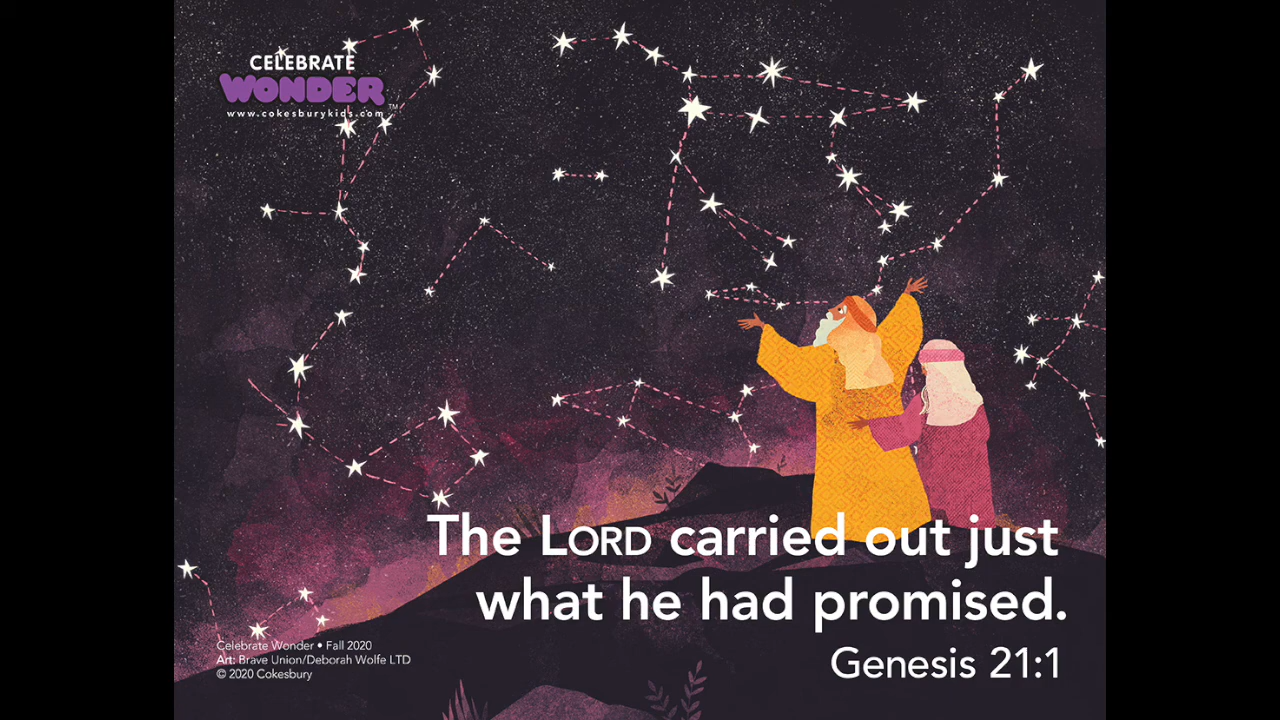 CELEBRATE
WONDER™
www.cokesburykids.com
The LORD carried out just
what he had promised.
Genesis 21:1
Celebrate Wonder • Fall 2020
Art: Brave Union/Deborah Wolfe LTD
© 2020 Cokesbury